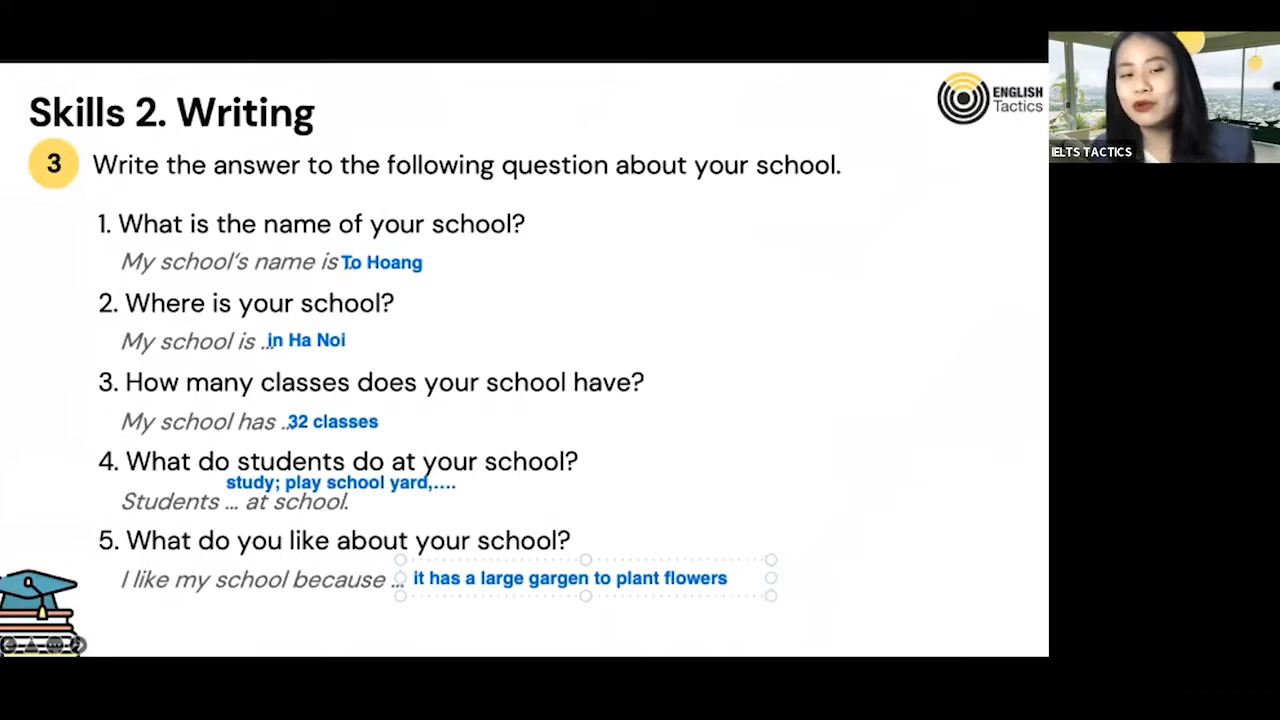 Skills 2. Writing
ENGLISH
Tactics
IELTS TACTICS
3 Write the answer to the following question about your school.
1. What is the name of your school?
My school's name is To Hoang
2. Where is your school?
My school is ... in Ha Noi
3. How many classes does your school have?
My school has .. 32 classes
4. What do students do at your school?
study; play school yard,....
Students ... at school.
5. What do you like about your school?
I like my school because ... it has a large gargen to plant flowers